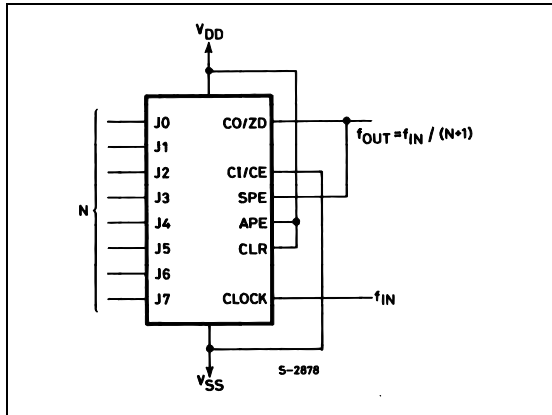 VDD
J0 CO/ZD
fOUT=fIN / (N+1)
J1
J2 CI/CE
J3 SPE
N
J4 APE
J5 CLR
J6
J7 CLOCK fIN
S-2878
VSS